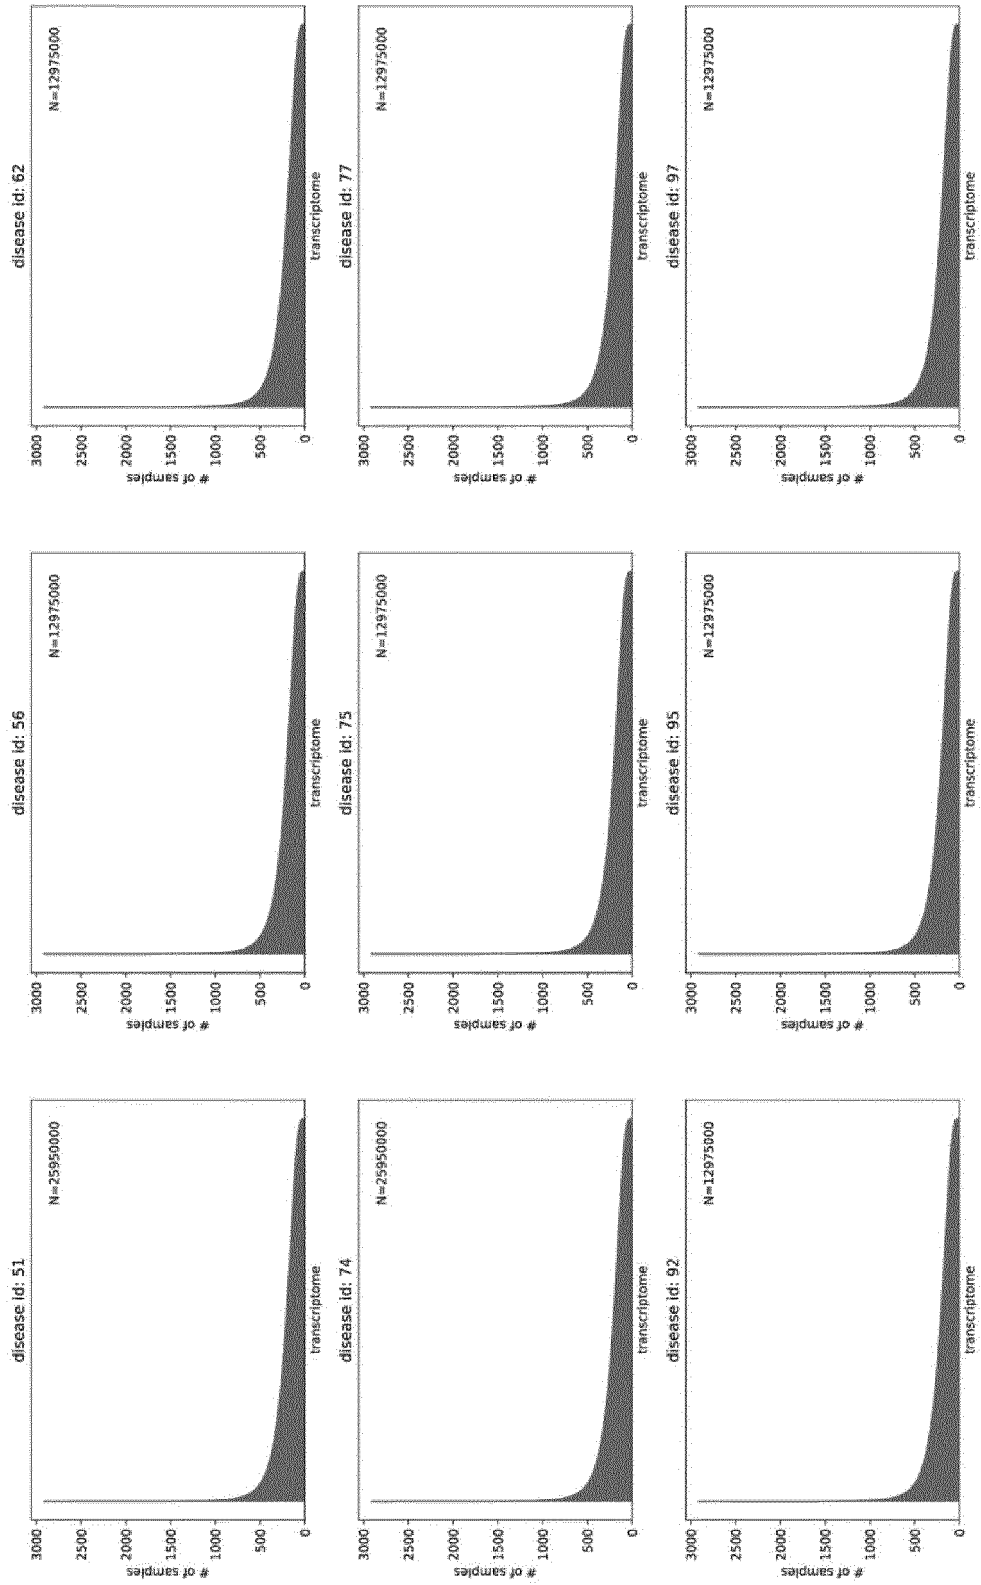 disease id: 51
N=25950000
3000
2500
2000
1500
1000
500
0
# of samples
transcriptome
disease id: 56
N=12975000
3000
2500
2000
1500
1000
500
0
# of samples
transcriptome
disease id: 62
N=12975000
3000
2500
2000
1500
1000
500
0
# of samples
transcriptome
disease id: 74
N=25950000
3000
2500
2000
1500
1000
500
0
# of samples
transcriptome
disease id: 75
N=12975000
3000
2500
2000
1500
1000
500
0
# of samples
transcriptome
disease id: 77
N=12975000
3000
2500
2000
1500
1000
500
0
# of samples
transcriptome
disease id: 92
N=12975000
3000
2500
2000
1500
1000
500
0
# of samples
transcriptome
disease id: 95
N=12975000
3000
2500
2000
1500
1000
500
0
# of samples
transcriptome
disease id: 97
N=12975000
3000
2500
2000
1500
1000
500
0
# of samples
transcriptome